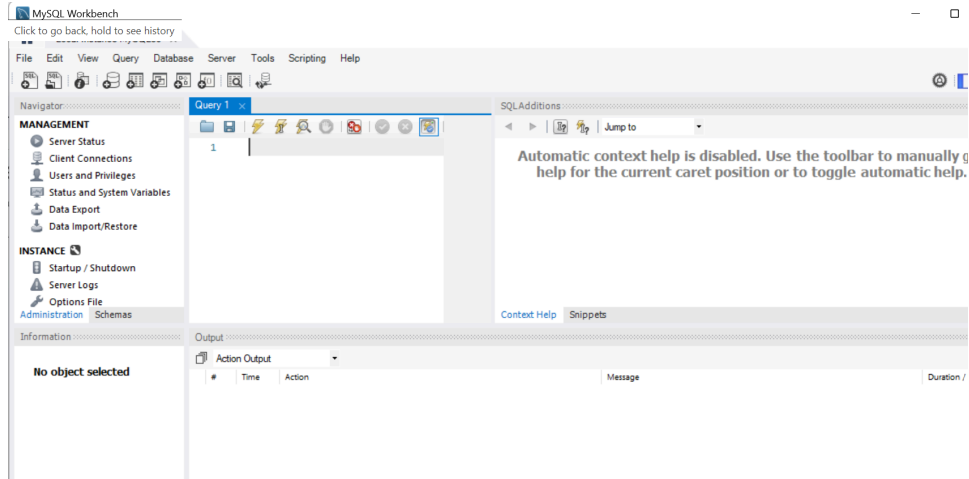 MySQL Workbench
Click to go back, hold to see history
File Edit View Query Database Server Tools Scripting Help
Navigator
MANAGEMENT
Server Status
Client Connections
Users and Privileges
Status and System Variables
Data Export
Data Import/Restore
INSTANCE
Startup / Shutdown
Server Logs
Options File
Administration Schemas
Query 1
1
SQLAdditions
Jump to
Automatic context help is disabled. Use the toolbar to manually g
help for the current caret position or to toggle automatic help.
Context Help Snippets
Information
No object selected
Output
Action Output
# Time Action Message Duration /